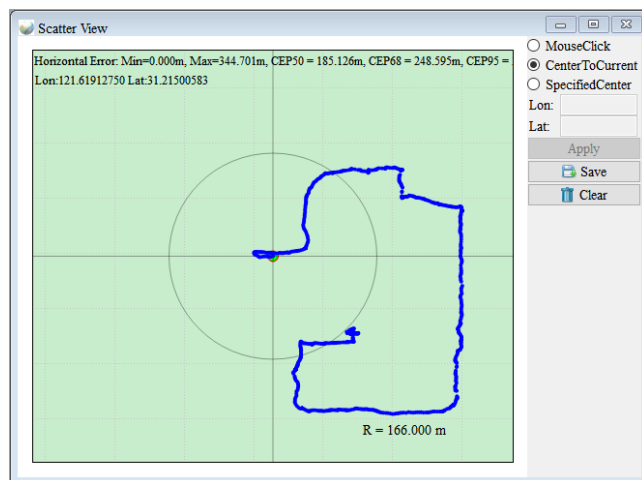 Scatter View
Horizontal Error: Min=0.000m, Max=344.701m, CEP50 = 185.126m, CEP68 = 248.595m, CEP95 =
Lon:121.61912750 Lat:31.21500583
R = 166.000 m
MouseClick
CenterToCurrent
SpecifiedCenter
Lon:
Lat:
Apply
Save
Clear